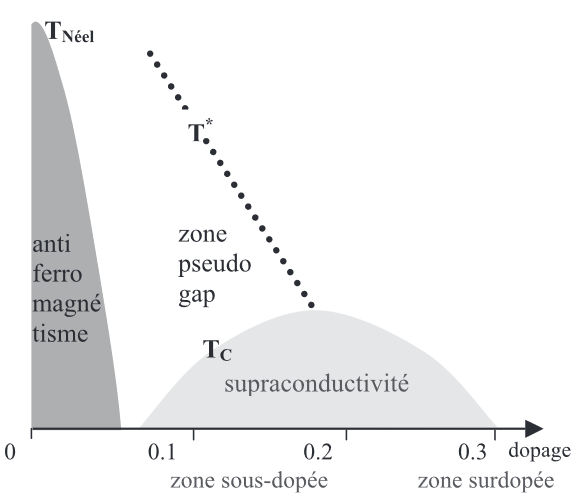 T Néel
T*
zone
pseudo
gap
anti
ferro
magné
tisme
TC
supraconductivité
0 0.1 0.2 0.3 dopage
zone sous-dopée zone surdopée